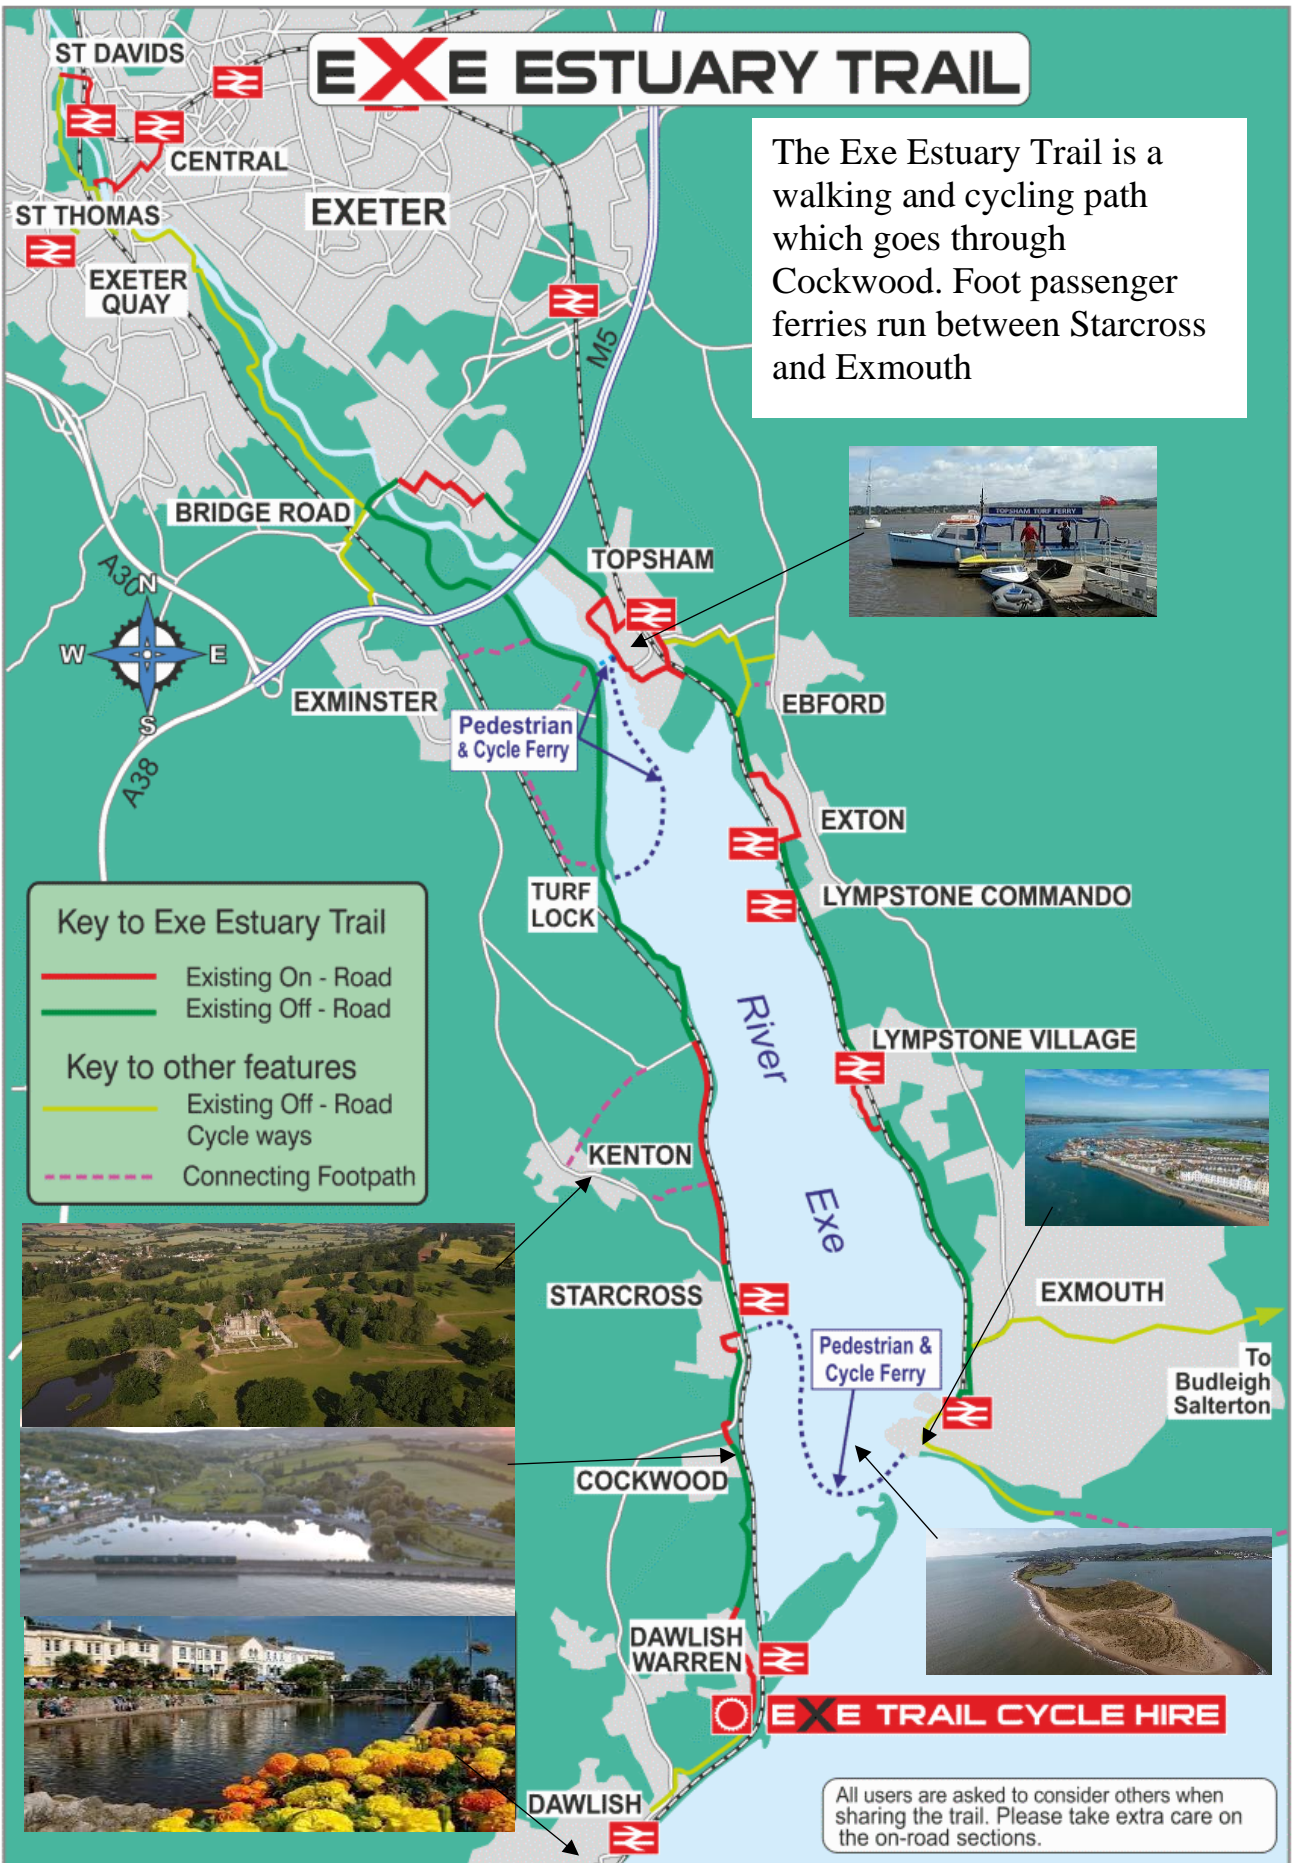 EXE ESTUARY TRAIL
ST DAVIDS
CENTRAL
ST THOMAS
EXETER
EXETER
QUAY
The Exe Estuary Trail is a
walking and cycling path
which goes through
Cockwood. Foot passenger
ferries run between Starcross
and Exmouth
M5
BRIDGE ROAD
TOPSHAM TURF FERRY
TOPSHAM
A30
N
W
E
S
EXMINSTER
EBFORD
Pedestrian
& Cycle Ferry
A38
EXTON
TURF
LOCK
LYMPSTONE COMMANDO
Key to Exe Estuary Trail
Existing On - Road
Existing Off - Road
Key to other features
Existing Off - Road
Cycle ways
Connecting Footpath
River
Exe
LYMPSTONE VILLAGE
KENTON
STARCROSS
EXMOUTH
Pedestrian &
Cycle Ferry
To
Budleigh
Salterton
COCKWOOD
DAWLISH
WARREN
EXE TRAIL CYCLE HIRE
DAWLISH
All users are asked to consider others when
sharing the trail. Please take extra care on
the on-road sections.